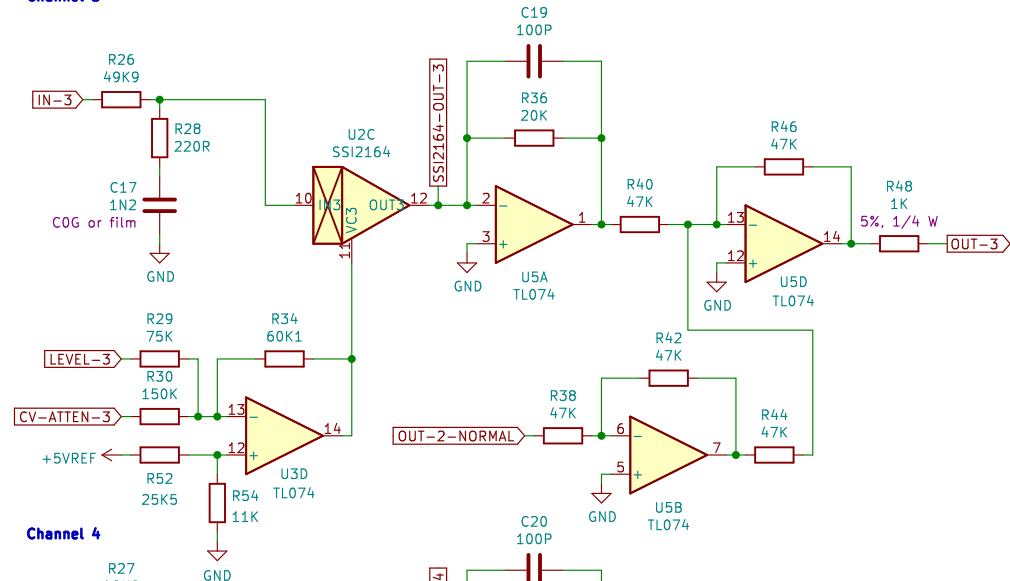 C19
100P
R26
49K9
IN-3
R28
220R
C17
1N2
C0G or film
GND
U2C
SSI2164
10
IN3
VC3
OUT3
12
11
SSI2164-OUT-3
R36
20K
2
3
1
GND
U5A
TL074
R40
47K
R46
47K
13
12
14
GND
U5D
TL074
R48
1K
5%, 1/4 W
OUT-3
R29
75K
LEVEL-3
R30
150K
CV-ATTEN-3
R34
60K1
13
12
14
+5VREF
R52
25K5
R54
11K
U3D
TL074
GND
R42
47K
R38
47K
OUT-2-NORMAL
6
5
7
GND
U5B
TL074
R44
47K
Channel 4
R27
C20
100P
4